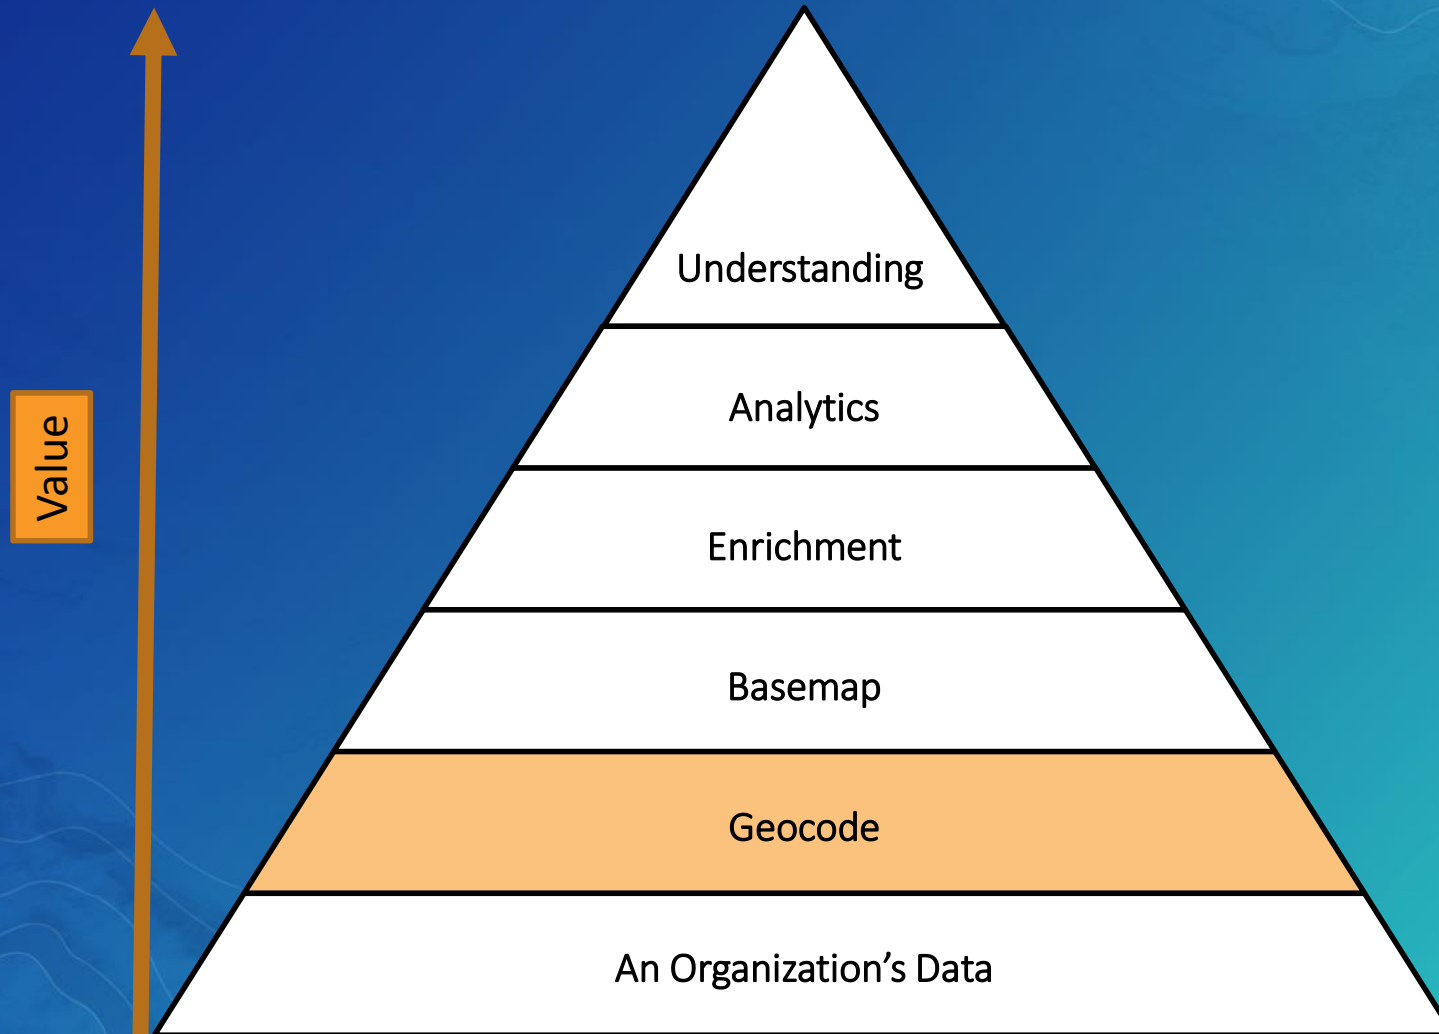 Value
Understanding
Analytics
Enrichment
Basemap
Geocode
An Organization’s Data